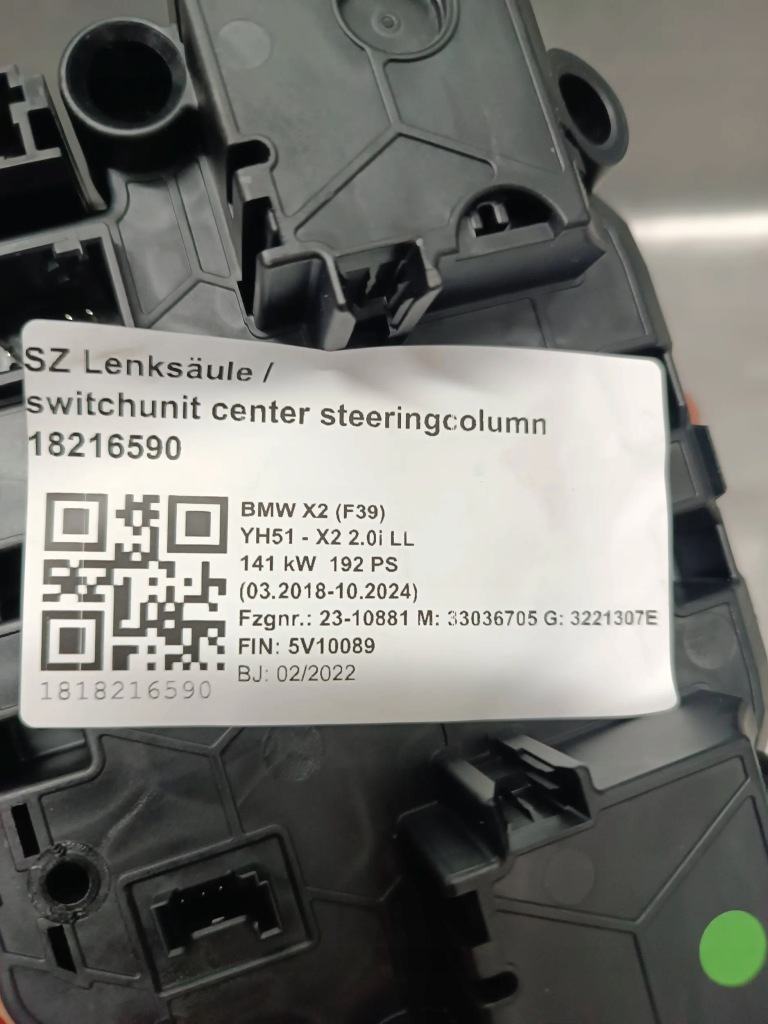 SZ Lenksäule /
switchunit center steeringcolumn
18216590
BMW X2 (F39)
YH51 - X2 2.0i LL
141 kW 192 PS
(03.2018-10.2024)
Fzgnr.: 23-10881 M: 33036705 G: 3221307E
FIN: 5V10089
BJ: 02/2022
1818216590